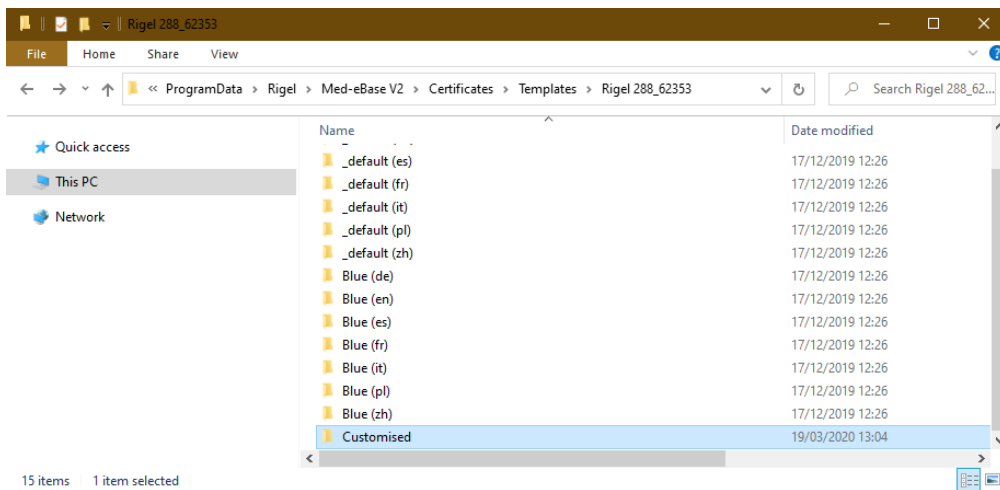 Rigel 288_62353
File Home Share View
« ProgramData > Rigel > Med-eBase V2 > Certificates > Templates > Rigel 288_62353
Search Rigel 288_62...
Name Date modified
Quick access
This PC
Network
_default (es) 17/12/2019 12:26
_default (fr) 17/12/2019 12:26
_default (it) 17/12/2019 12:26
_default (pl) 17/12/2019 12:26
_default (zh) 17/12/2019 12:26
Blue (de) 17/12/2019 12:26
Blue (en) 17/12/2019 12:26
Blue (es) 17/12/2019 12:26
Blue (fr) 17/12/2019 12:26
Blue (it) 17/12/2019 12:26
Blue (pl) 17/12/2019 12:26
Blue (zh) 17/12/2019 12:26
Customised 19/03/2020 13:04
15 items 1 item selected